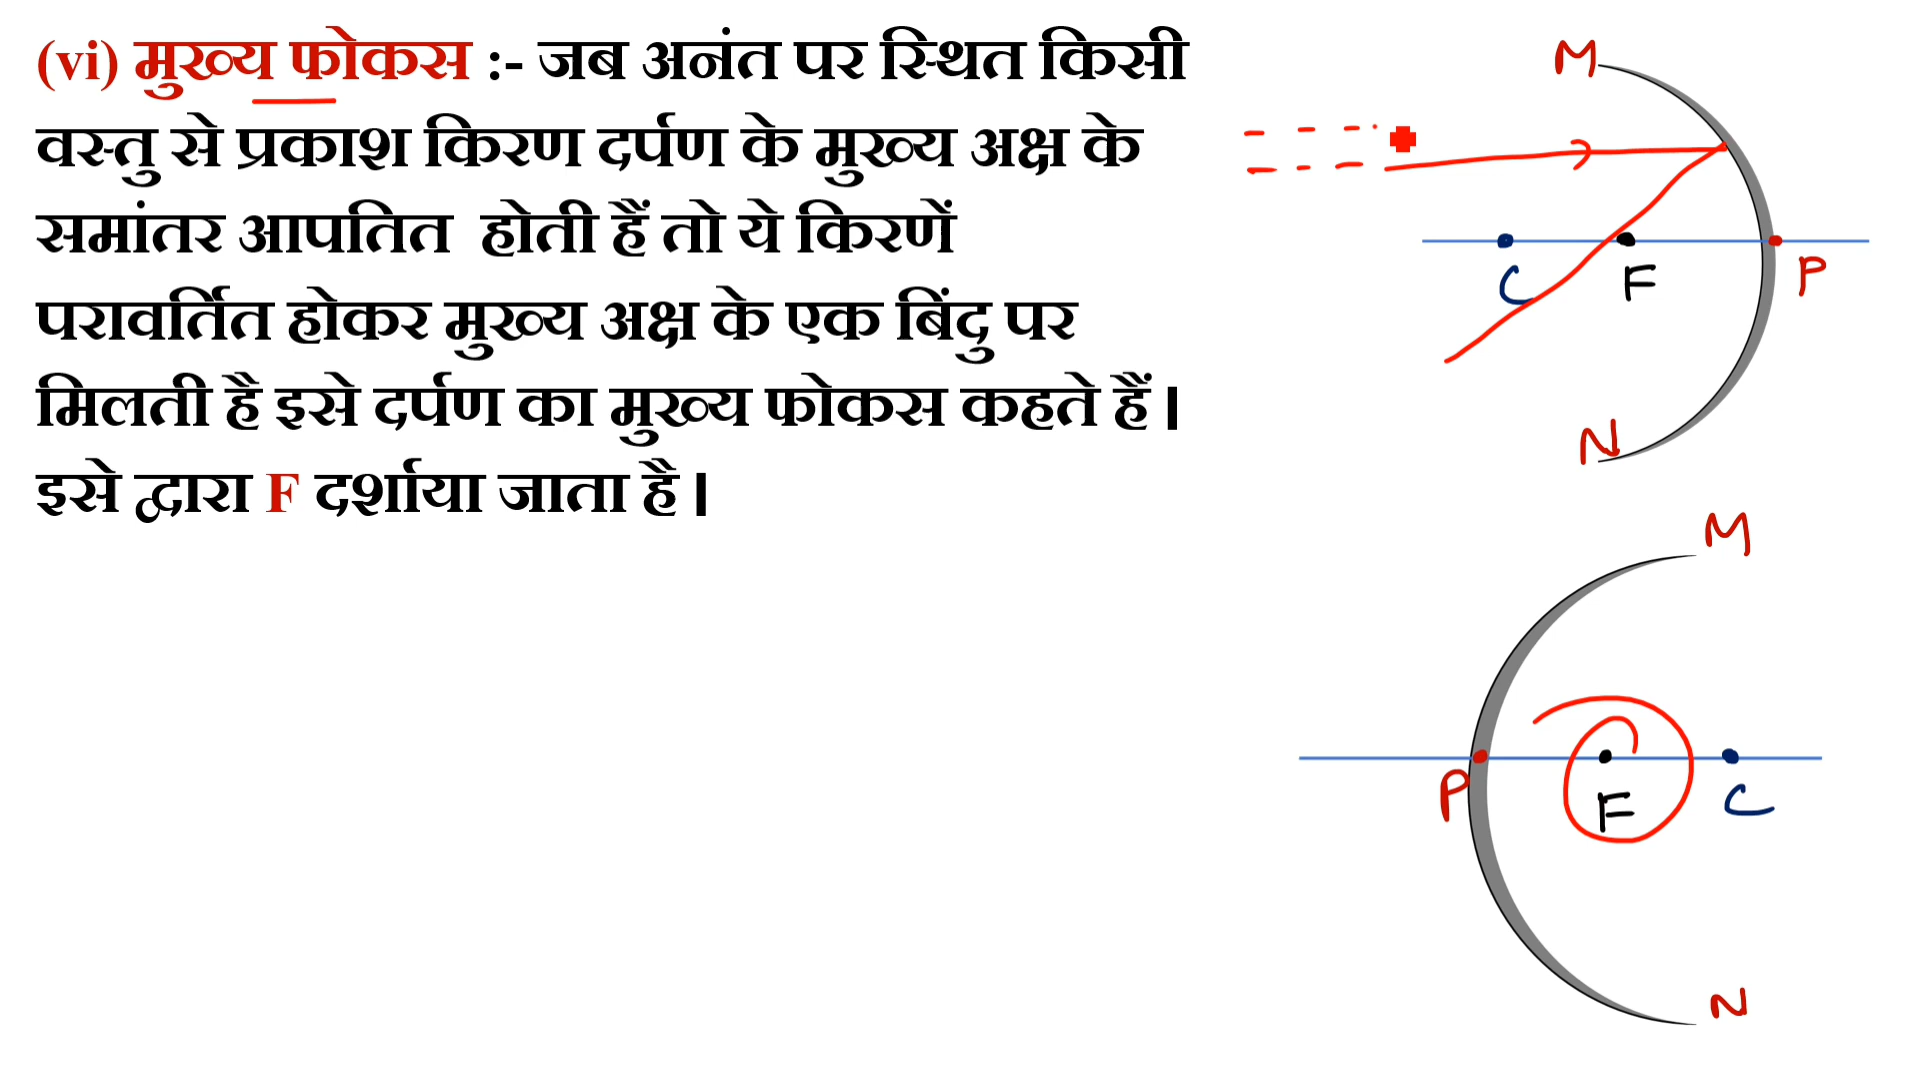 (vi) मुख्य फोकस :- जब अनंत पर स्थित किसी
वस्तु से प्रकाश किरण दर्पण के मुख्य अक्ष के
समांतर आपतित होती हैं तो ये किरणें
परावर्तित होकर मुख्य अक्ष के एक बिंदु पर
मिलती है इसे दर्पण का मुख्य फोकस कहते हैं।
इसे द्वारा F दर्शाया जाता है।
M
C
F
P
N
M
P
F
C
N